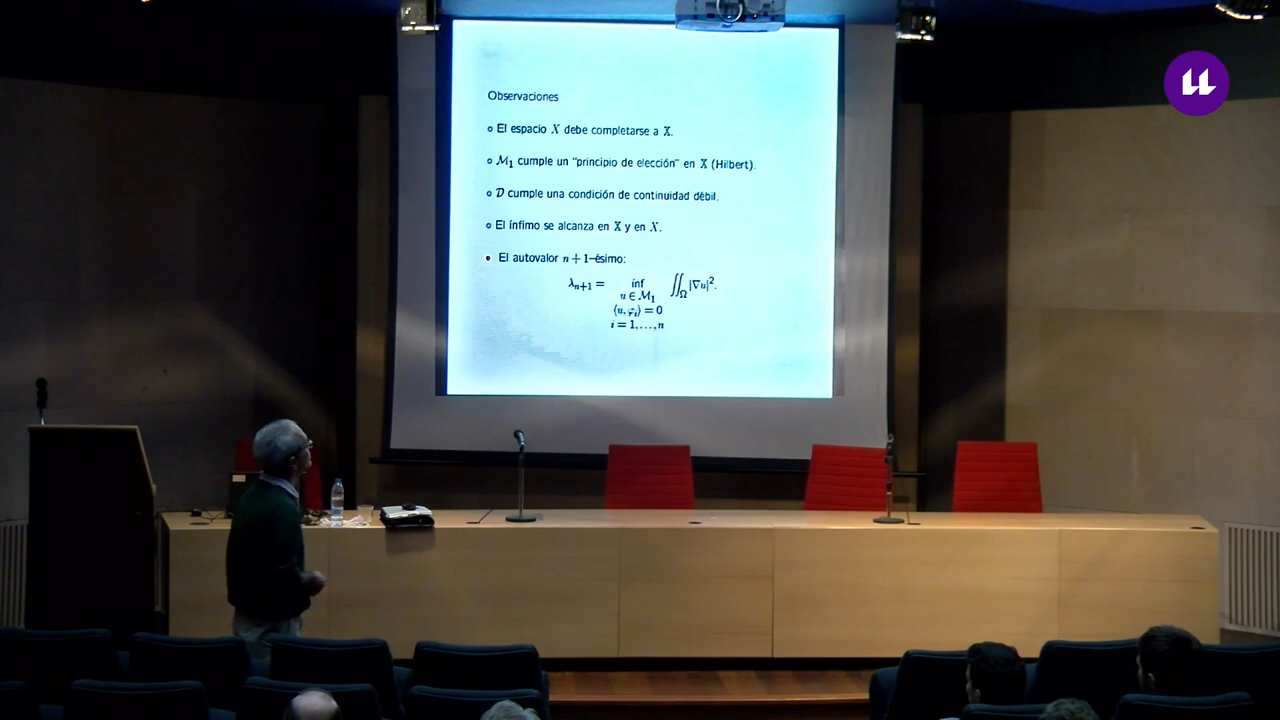 Observaciones
El espacio X debe completarse a 𝕏.
ℳ₁ cumple un "principio de elección" en 𝕏 (Hilbert).
𝒟 cumple una condición de continuidad débil.
El ínfimo se alcanza en 𝕏 y en X.
El autovalor n + 1–ésimo:
λₙ₊₁ = inf ∬_Ω |∇u|².
u ∈ ℳ₁
⟨u, φᵢ⟩ = 0
i = 1, …, n